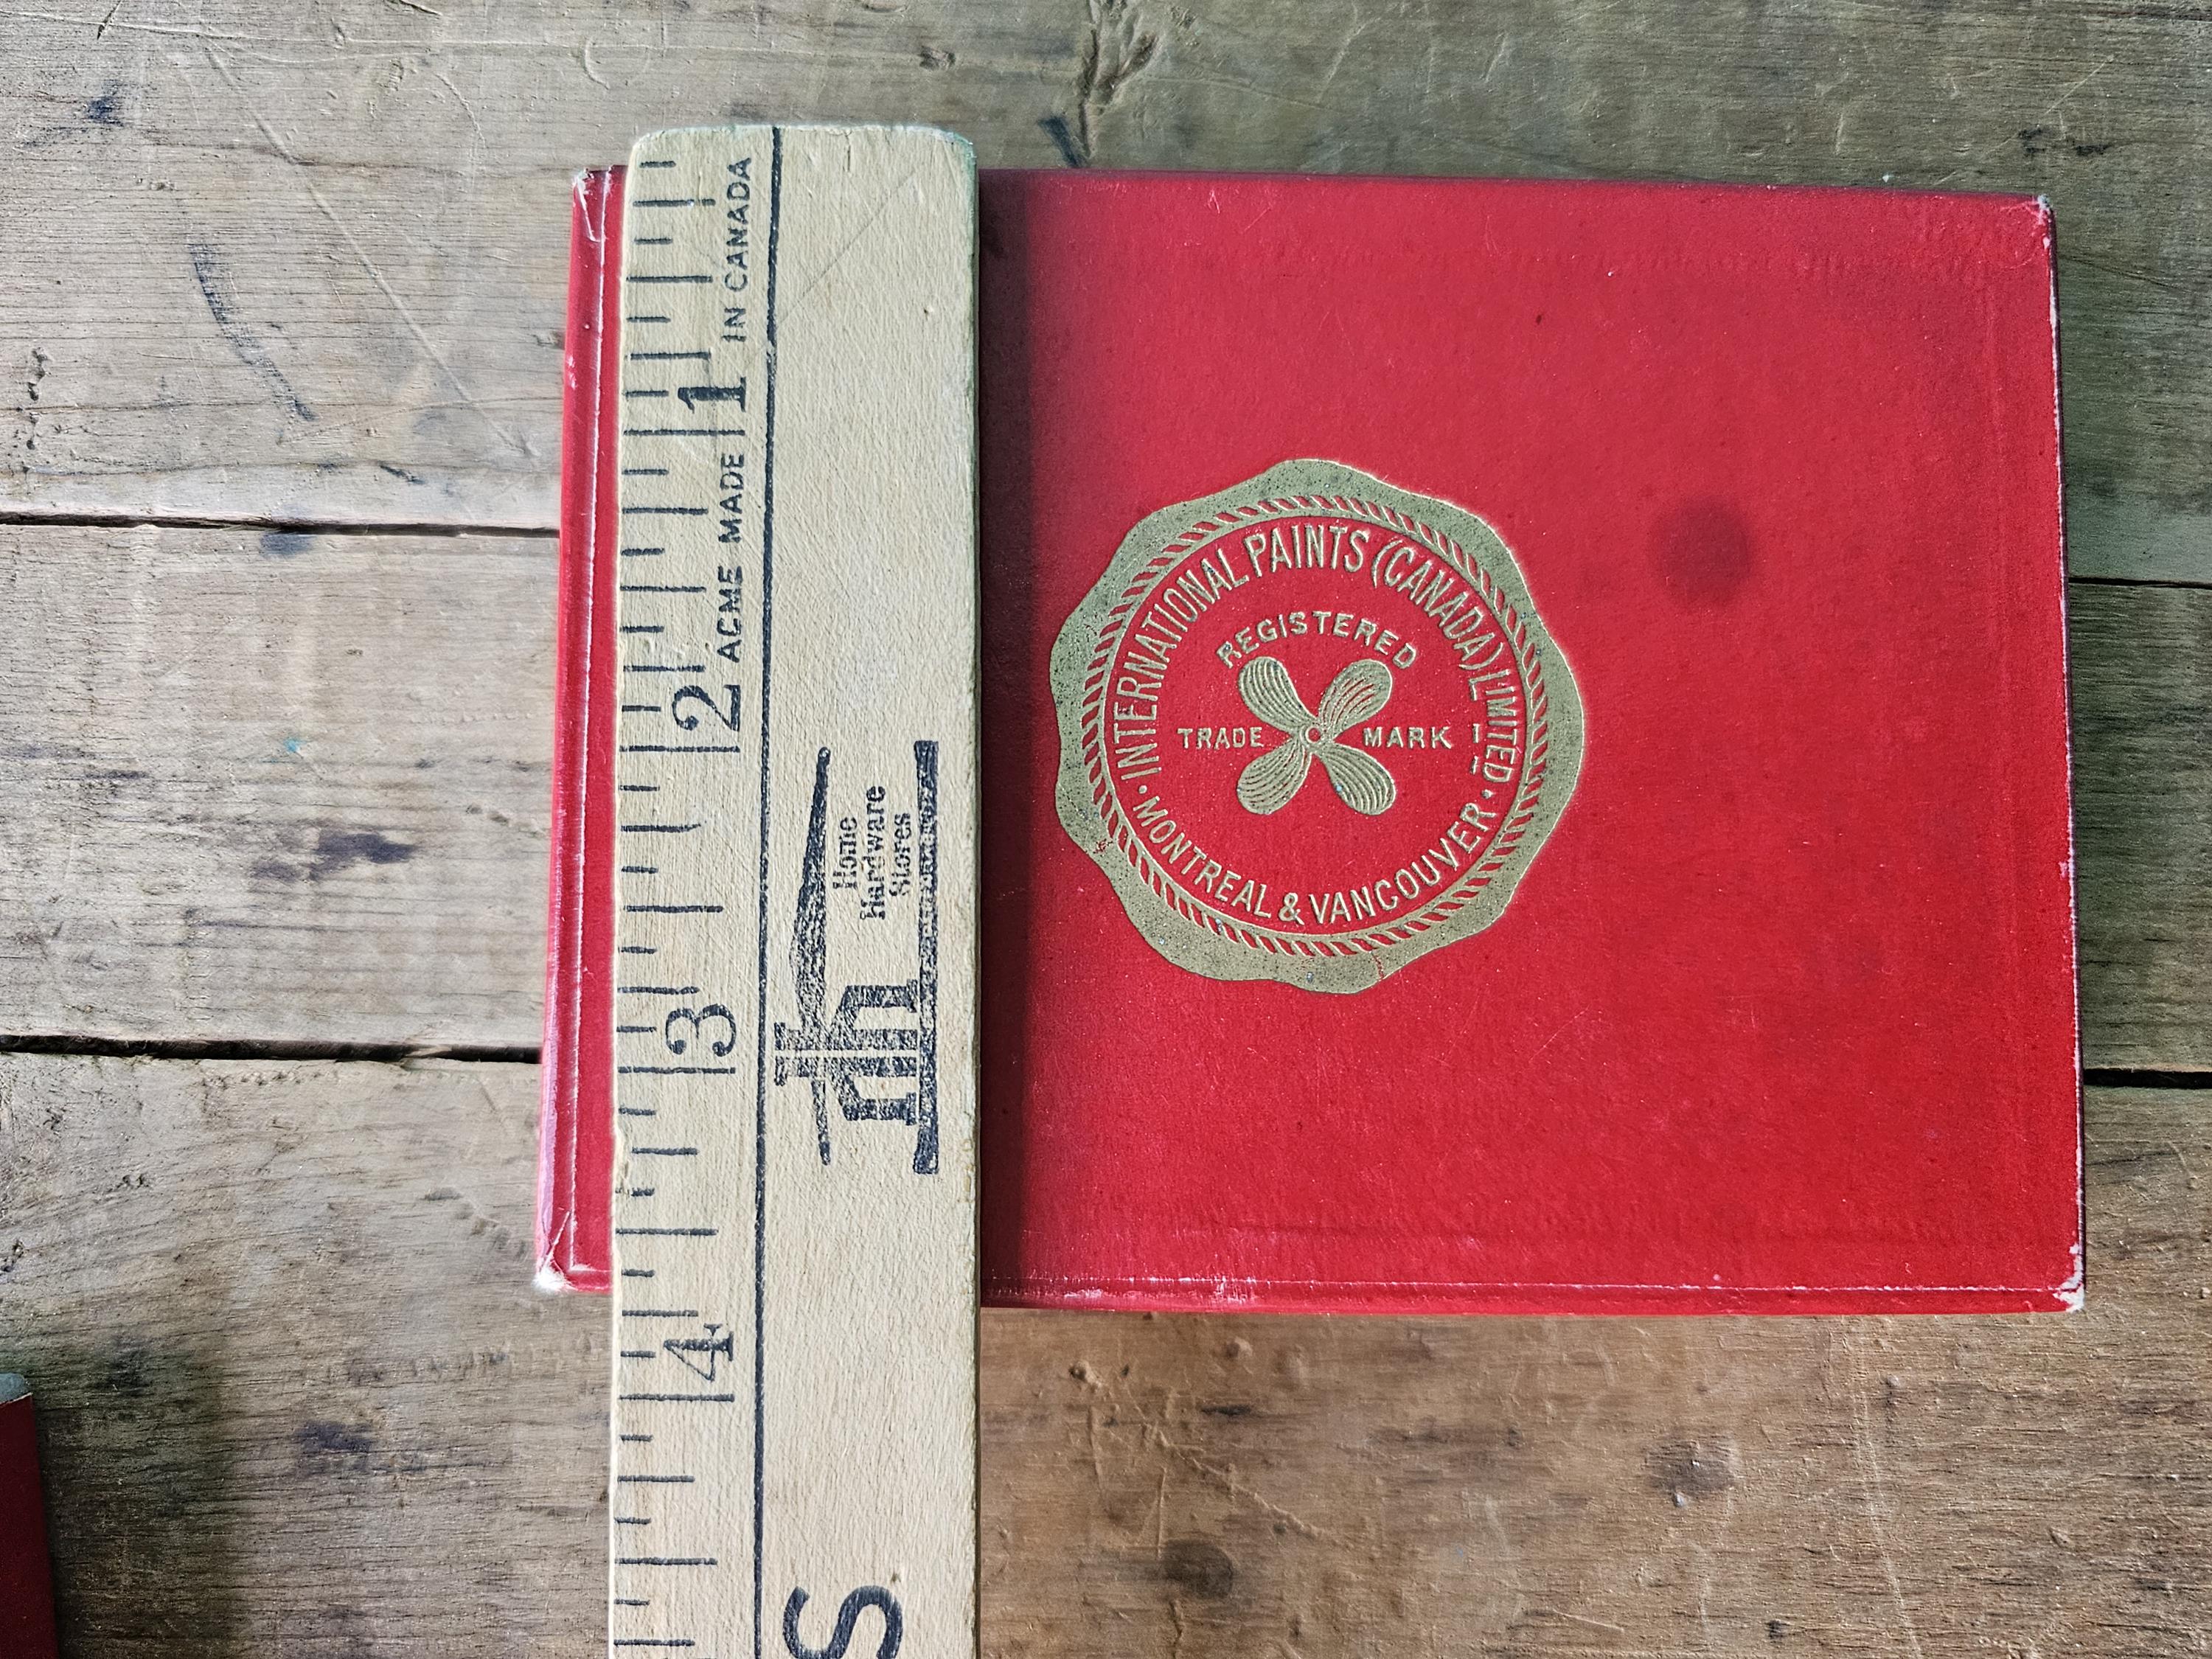 1
IN CANADA
ACME MADE
2
3
4
Home
Hardware
Stores
S
INTERNATIONAL PAINTS (CANADA) LIMITED
REGISTERED
TRADE MARK
• MONTREAL & VANCOUVER •